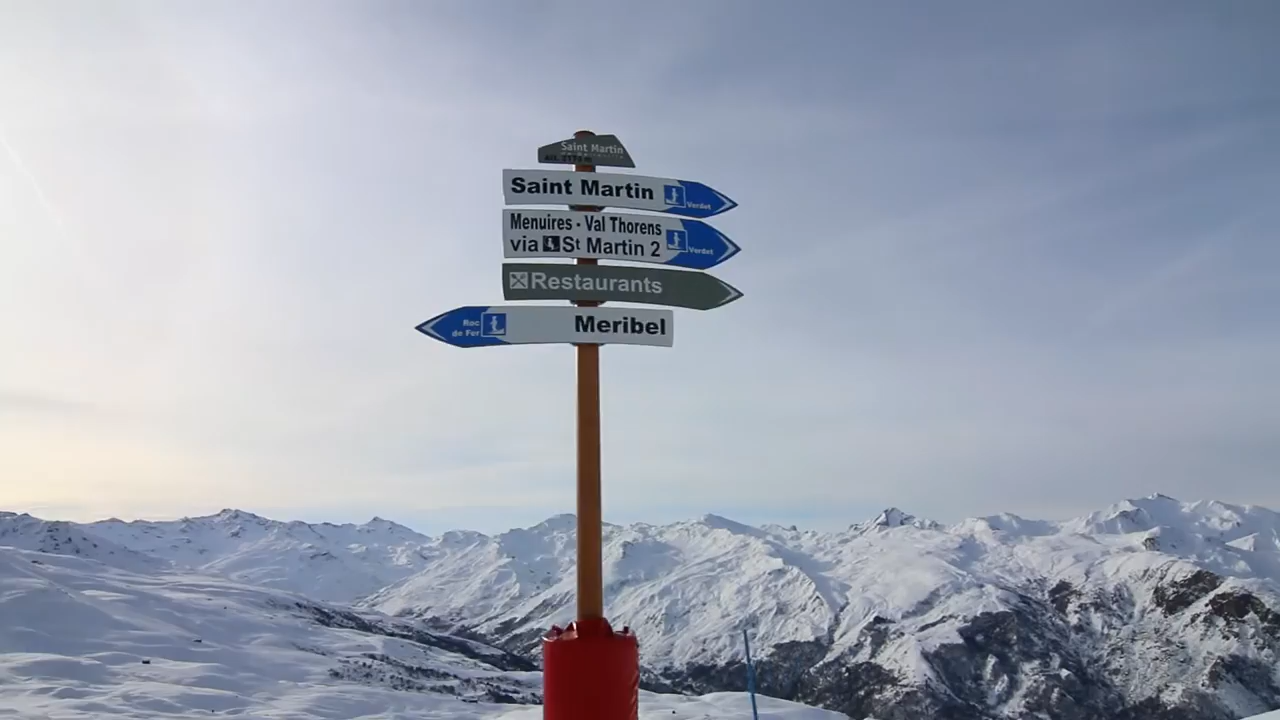 Saint Martin
Saint Martin Verdet
Menuires - Val Thorens
via St Martin 2 Verdet
Restaurants
Roc
de Fer Meribel